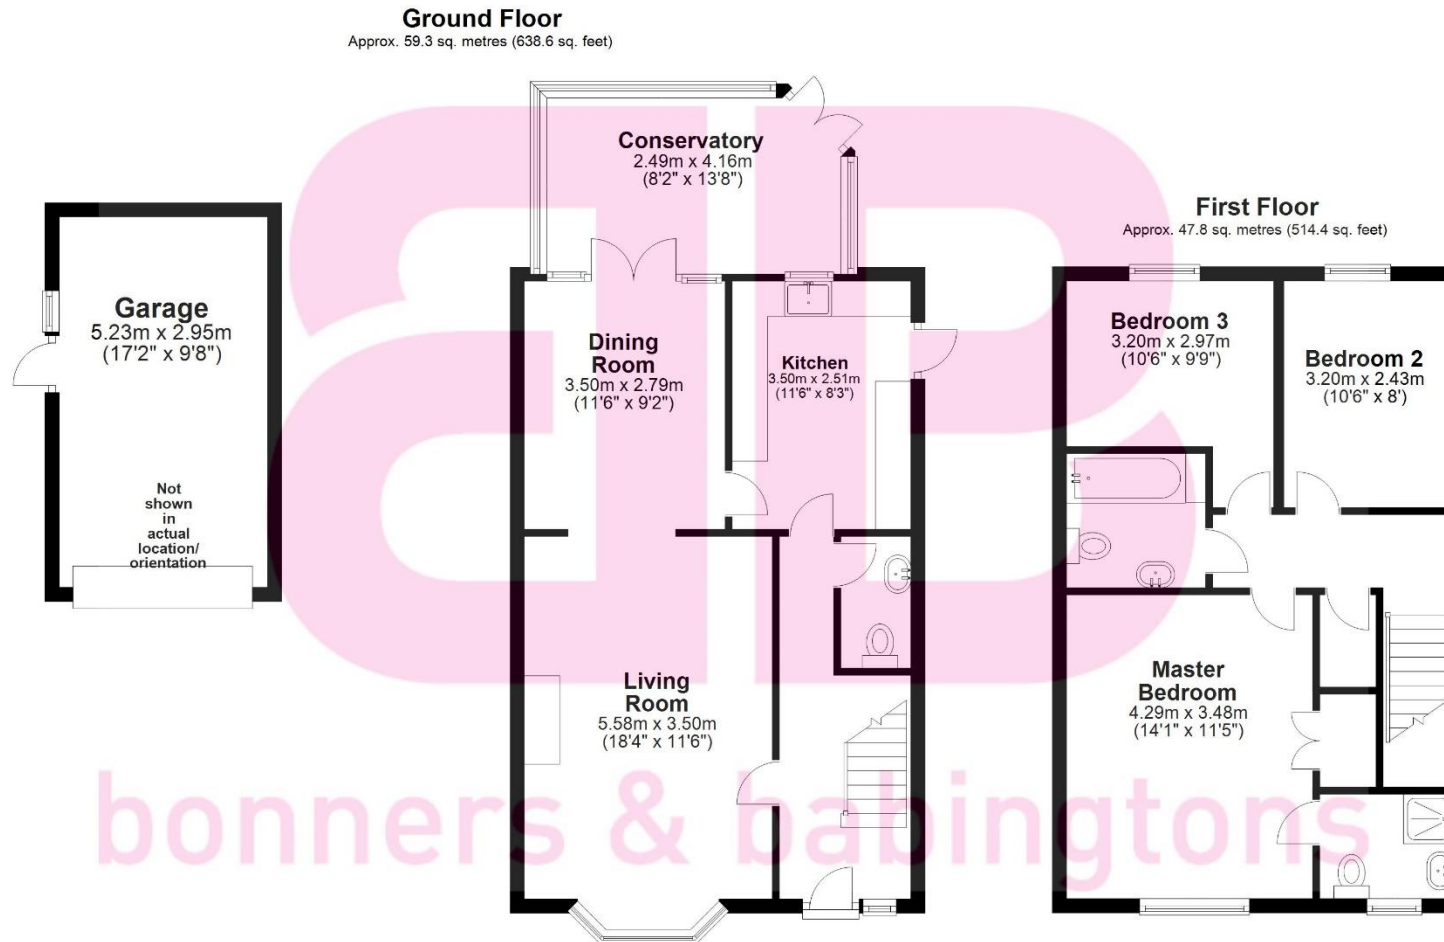 Ground Floor
Approx. 59.3 sq. metres (638.6 sq. feet)
Conservatory
2.49m x 4.16m
(8'2" x 13'8")
First Floor
Approx. 47.8 sq. metres (514.4 sq. feet)
Garage
5.23m x 2.95m
(17'2" x 9'8")
Dining
Room
3.50m x 2.79m
(11'6" x 9'2")
Kitchen
3.50m x 2.51m
(11'6" x 8'3")
Bedroom 3
3.20m x 2.97m
(10'6" x 9'9")
Bedroom 2
3.20m x 2.43m
(10'6" x 8')
Not
shown
in
actual
location/
orientation
Living
Room
5.58m x 3.50m
(18'4" x 11'6")
Master
Bedroom
4.29m x 3.48m
(14'1" x 11'5")
aB
bonners & babingtons